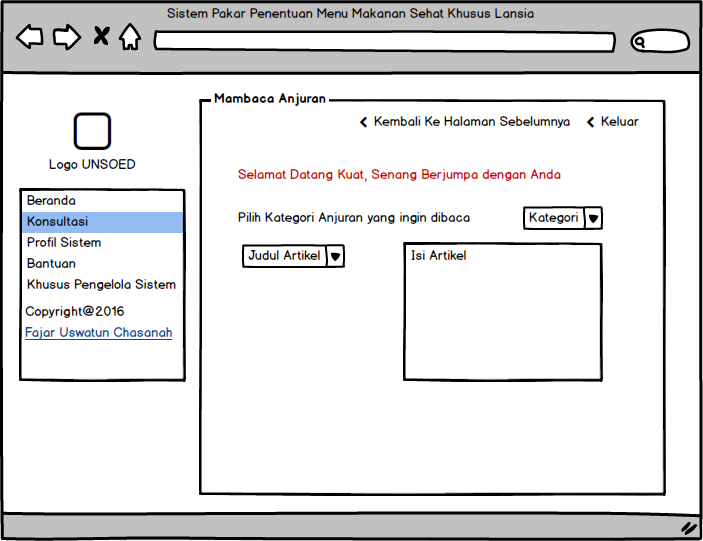 Sistem Pakar Penentuan Menu Makanan Sehat Khusus Lansia
Logo UNSOED
Beranda
Konsultasi
Profil Sistem
Bantuan
Khusus Pengelola Sistem
Copyright@2016
Fajar Uswatun Chasanah
Mambaca Anjuran
Kembali Ke Halaman Sebelumnya
Keluar
Selamat Datang Kuat, Senang Berjumpa dengan Anda
Pilih Kategori Anjuran yang ingin dibaca
Kategori
Judul Artikel
Isi Artikel